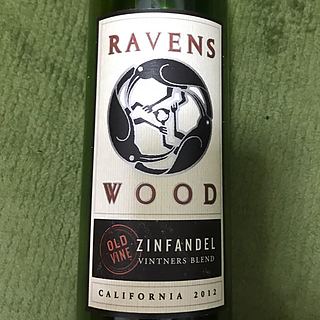 RAVENS
WOOD
OLD VINE
ZINFANDEL
VINTNERS BLEND
CALIFORNIA 2012